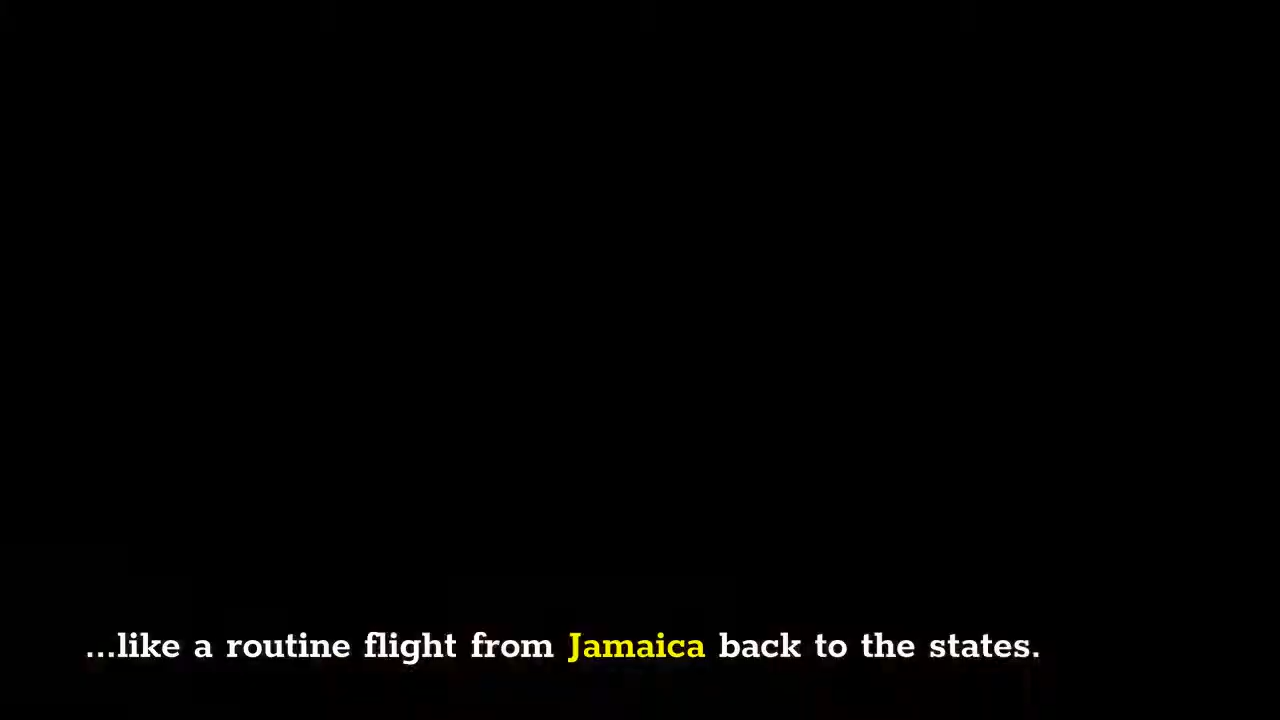 ...like a routine flight from Jamaica back to the states.